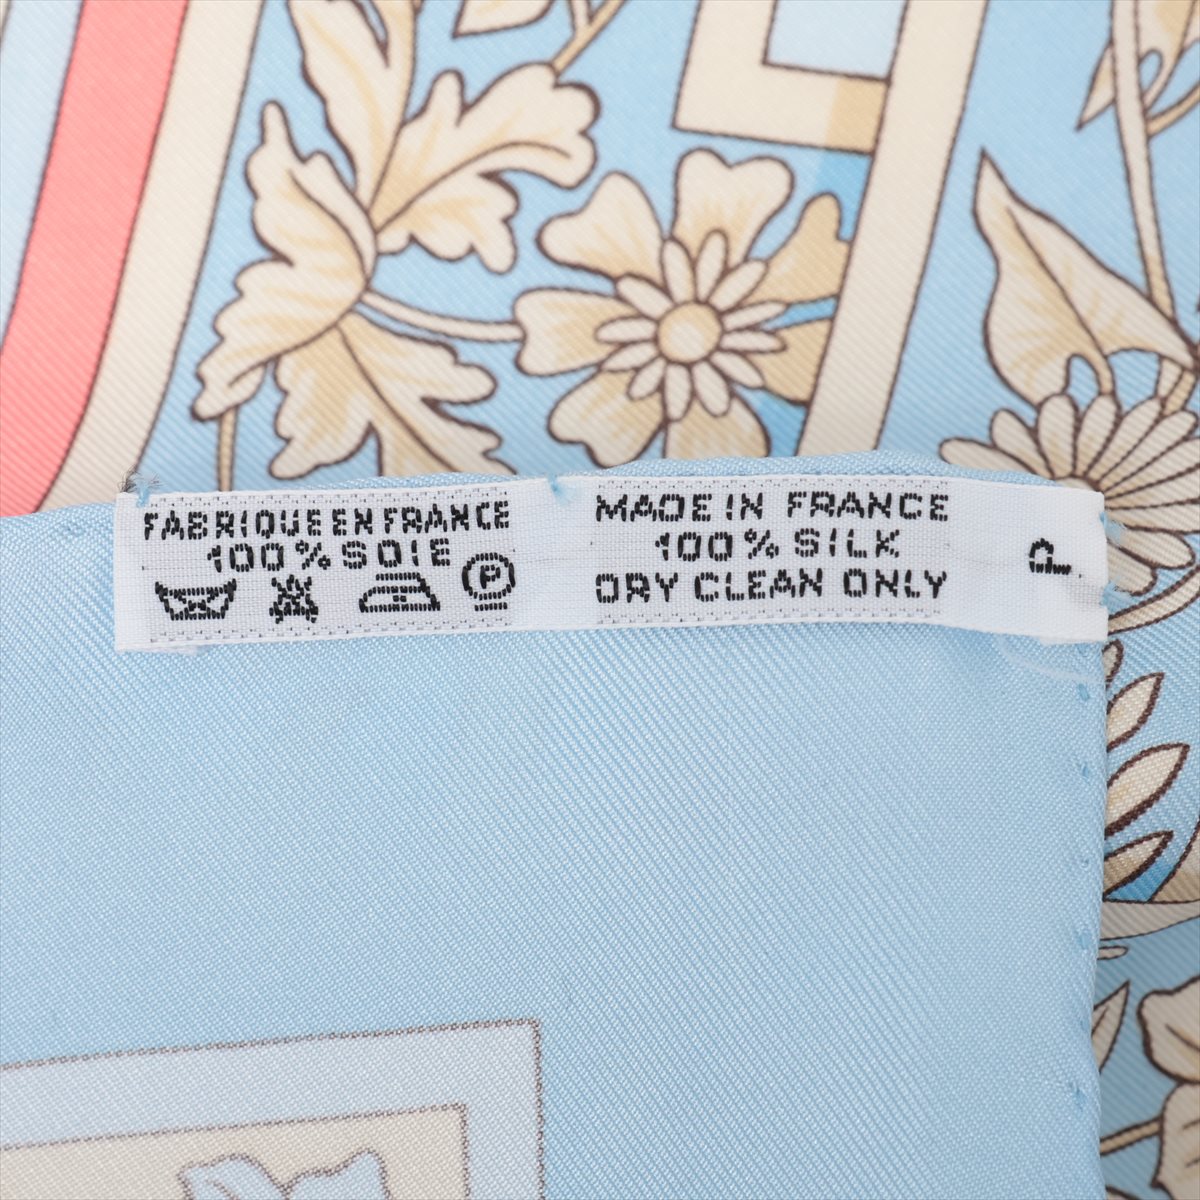 FABRIQUE EN FRANCE
100% SOIE
P
MADE IN FRANCE
100% SILK
DRY CLEAN ONLY
P